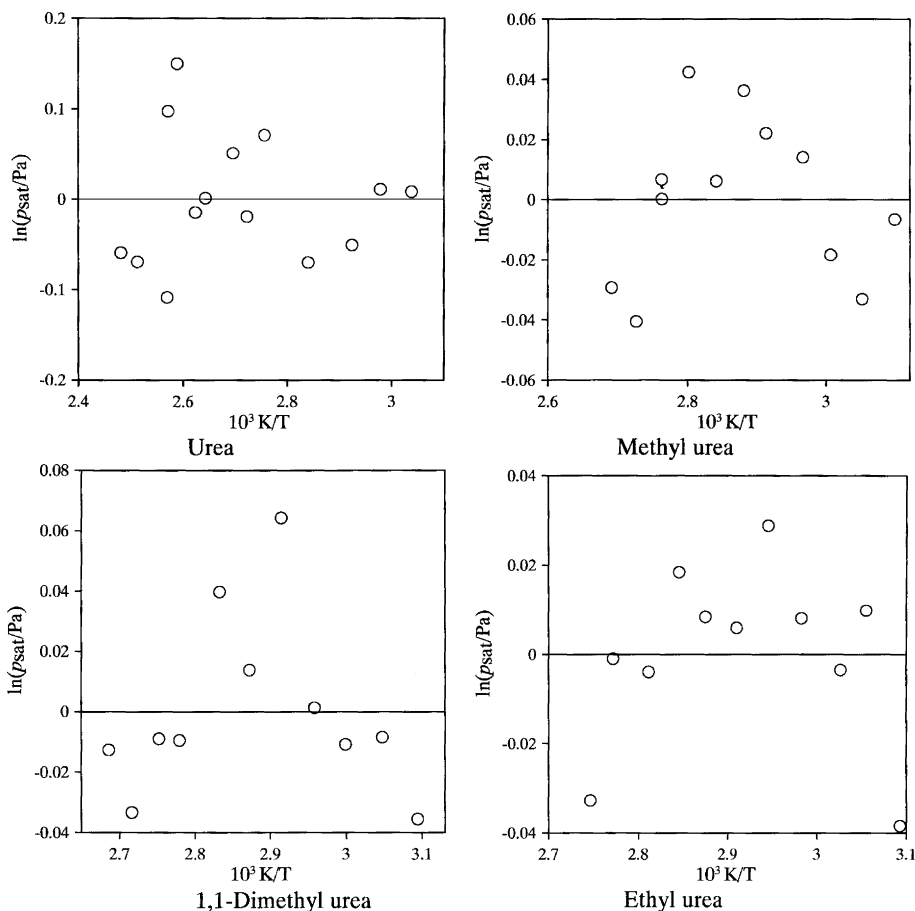 0.2
0.1
0
-0.1
-0.2
ln(psat/Pa)
2.4 2.6 2.8 3
10³ K/T
Urea
0.06
0.04
0.02
0
-0.02
-0.04
-0.06
ln(psat/Pa)
2.6 2.8 3
10³ K/T
Methyl urea
0.08
0.06
0.04
0.02
0
-0.02
-0.04
ln(psat/Pa)
2.7 2.8 2.9 3 3.1
10³ K/T
1,1-Dimethyl urea
0.04
0.02
0
-0.02
-0.04
ln(psat/Pa)
2.7 2.8 2.9 3 3.1
10³ K/T
Ethyl urea